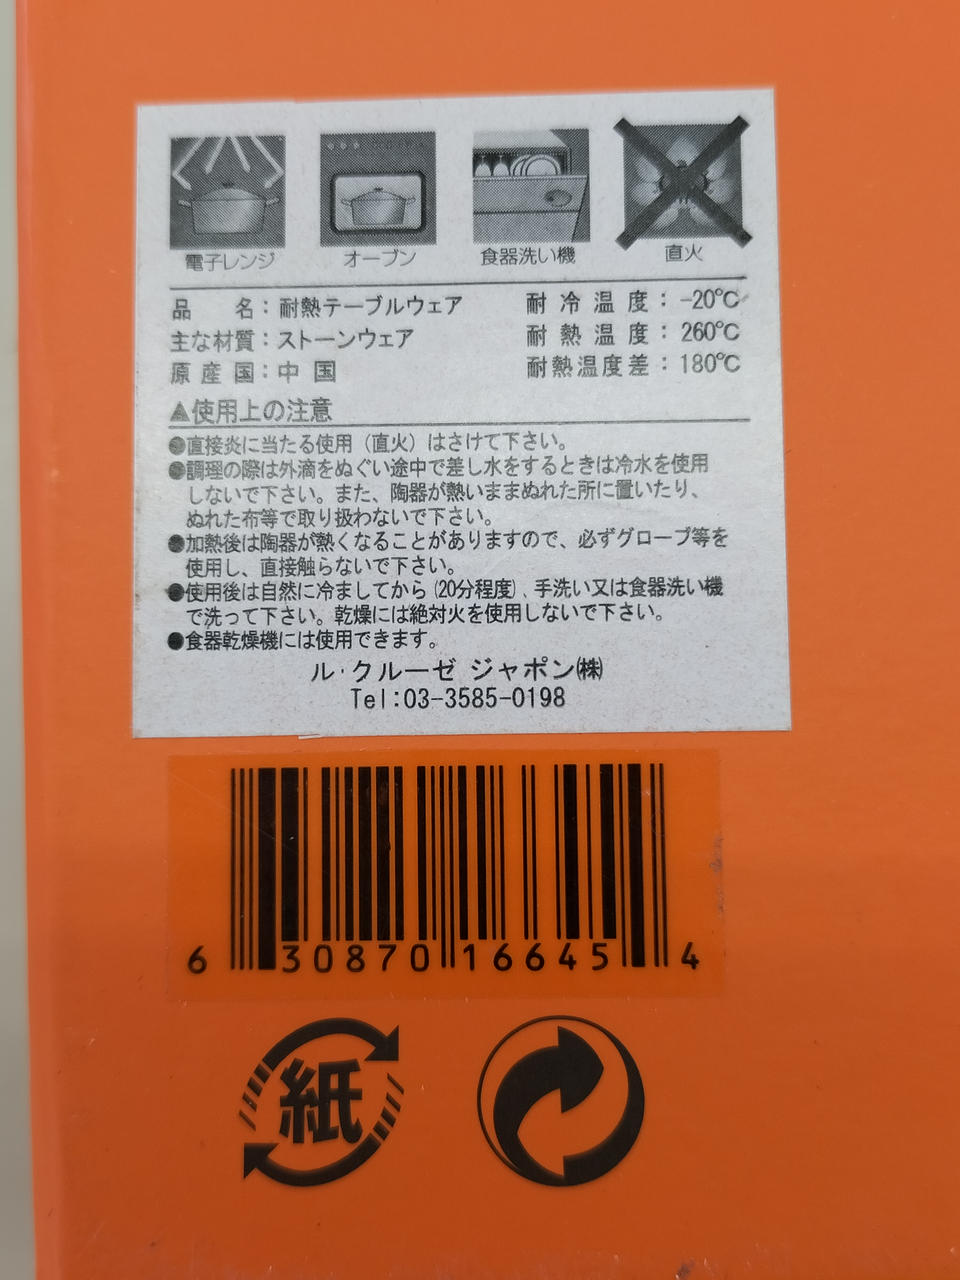 電子レンジ オーブン 食器洗い機 直火
品 名：耐熱テーブルウェア 耐冷温度：-20℃
主な材質：ストーンウェア 耐熱温度：260℃
原産国：中国 耐熱温度差：180℃
▲使用上の注意
●直接炎に当たる使用（直火）はさけて下さい。
●調理の際は外滴をぬぐい途中で差し水をするときは冷水を使用
しないで下さい。また、陶器が熱いままぬれた所に置いたり、
ぬれた布等で取り扱わないで下さい。
●加熱後は陶器が熱くなることがありますので、必ずグローブ等を
使用し、直接触らないで下さい。
●使用後は自然に冷ましてから（20分程度）、手洗い又は食器洗い機
で洗って下さい。乾燥には絶対火を使用しないで下さい。
●食器乾燥機には使用できます。
ル・クルーゼ ジャポン㈱
Tel:03-3585-0198
6 30870 16645 4
紙